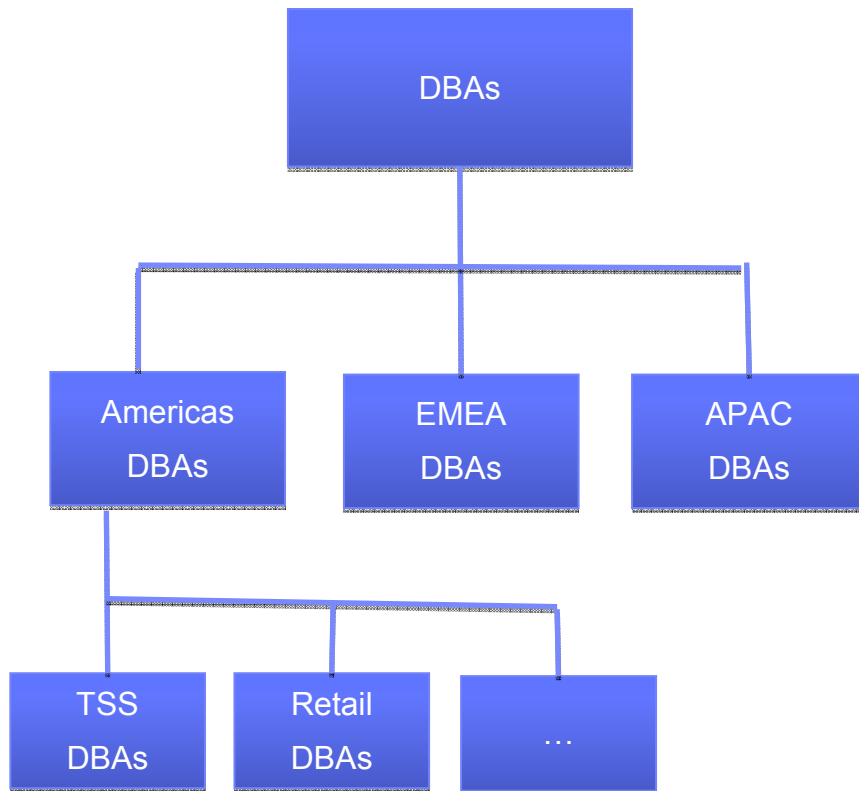 DBAs
Americas
DBAs
EMEA
DBAs
APAC
DBAs
TSS
DBAs
Retail
DBAs
…